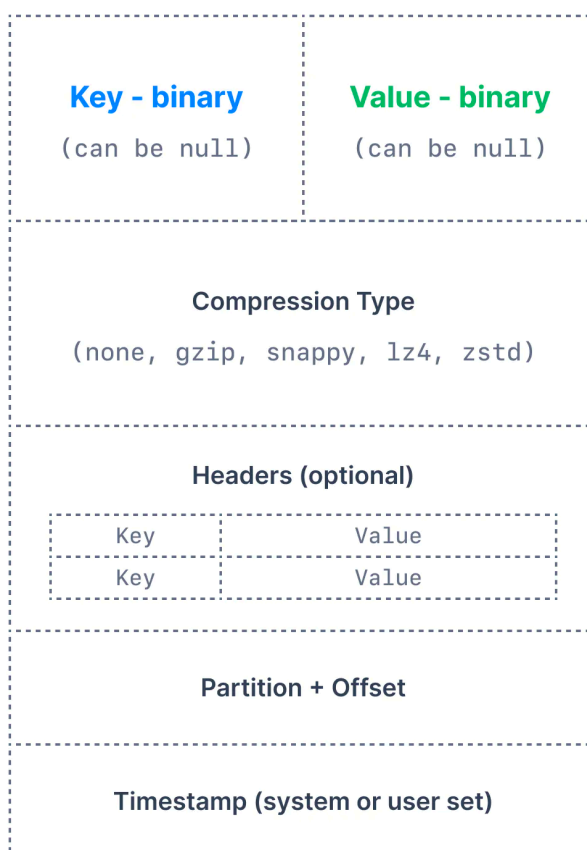 Key - binary
Value - binary
(can be null)
(can be null)
Compression Type
(none, gzip, snappy, lz4, zstd)
Headers (optional)
Key Value
Key Value
Partition + Offset
Timestamp (system or user set)